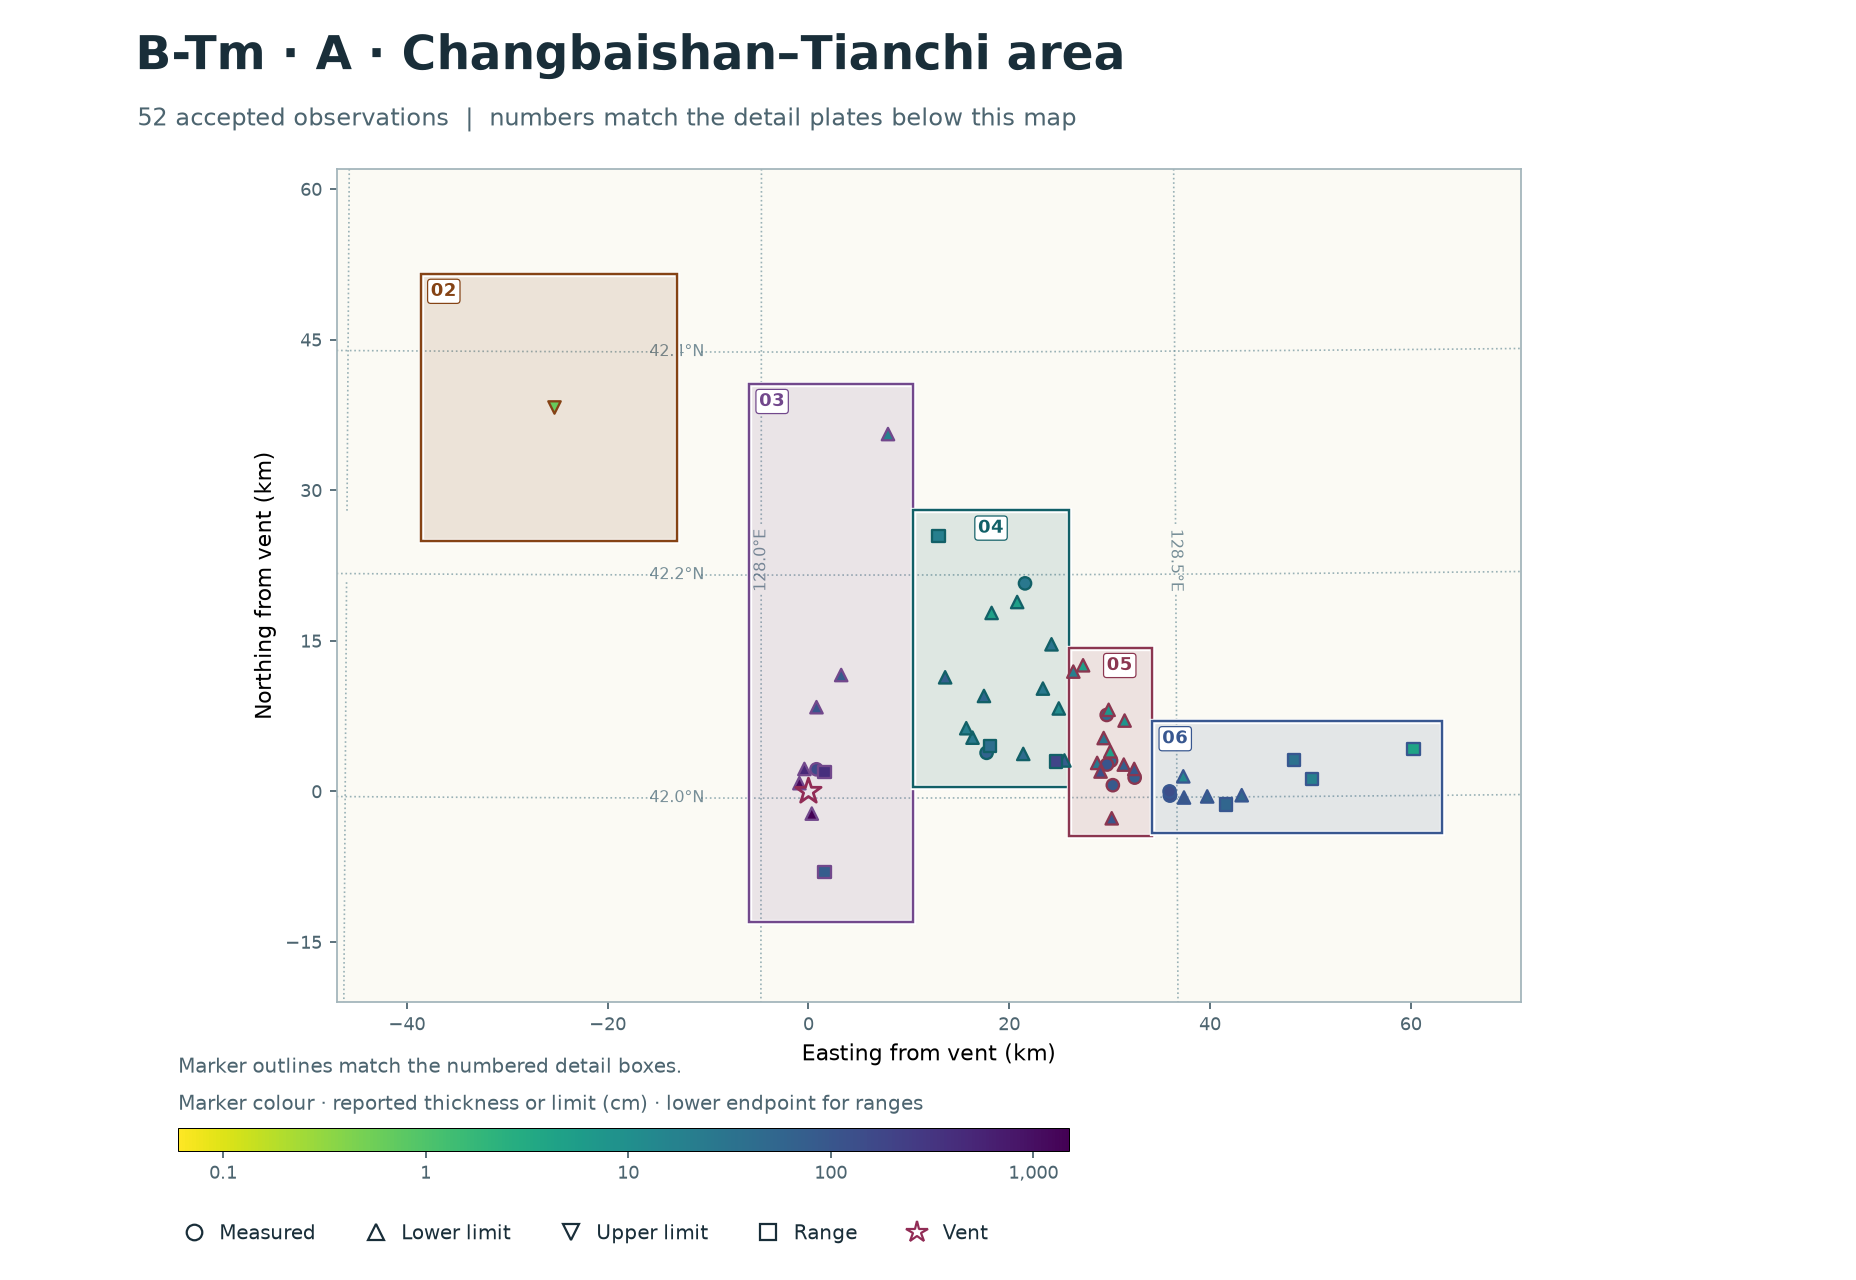 B-Tm · A · Changbaishan–Tianchi area
52 accepted observations | numbers match the detail plates below this map
Northing from vent (km)
60
45
30
15
0
−15
02
03
04
05
06
42.2°N
42.0°N
128.0°E
128.5°E
−40
−20
0
20
40
60
Easting from vent (km)
Marker outlines match the numbered detail boxes.
Marker colour · reported thickness or limit (cm) · lower endpoint for ranges
0.1
1
10
100
1,000
Measured
Lower limit
Upper limit
Range
Vent